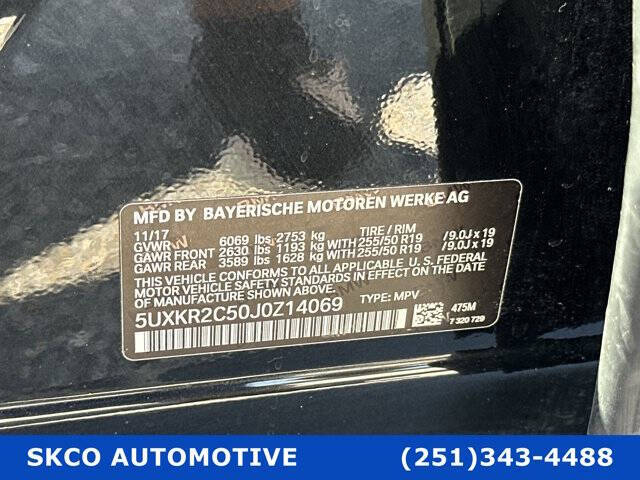 MFD BY BAYERISCHE MOTOREN WERKE AG
11/17 TIRE / RIM
GVWR 6069 lbs 2753 kg
GAWR FRONT 2630 lbs 1193 kg WITH 255/50 R19 /9.0J x 19
GAWR REAR 3589 lbs 1628 kg WITH 255/50 R19 /9.0J x 19
THIS VEHICLE CONFORMS TO ALL APPLICABLE U.S. FEDERAL
MOTOR VEHICLE SAFETY STANDARDS IN EFFECT ON THE
DATE OF MANUFACTURE SHOWN ABOVE.
5UXKR2C50J0Z14069 TYPE: MPV 475M
7 320 729
SKCO AUTOMOTIVE (251)343-4488